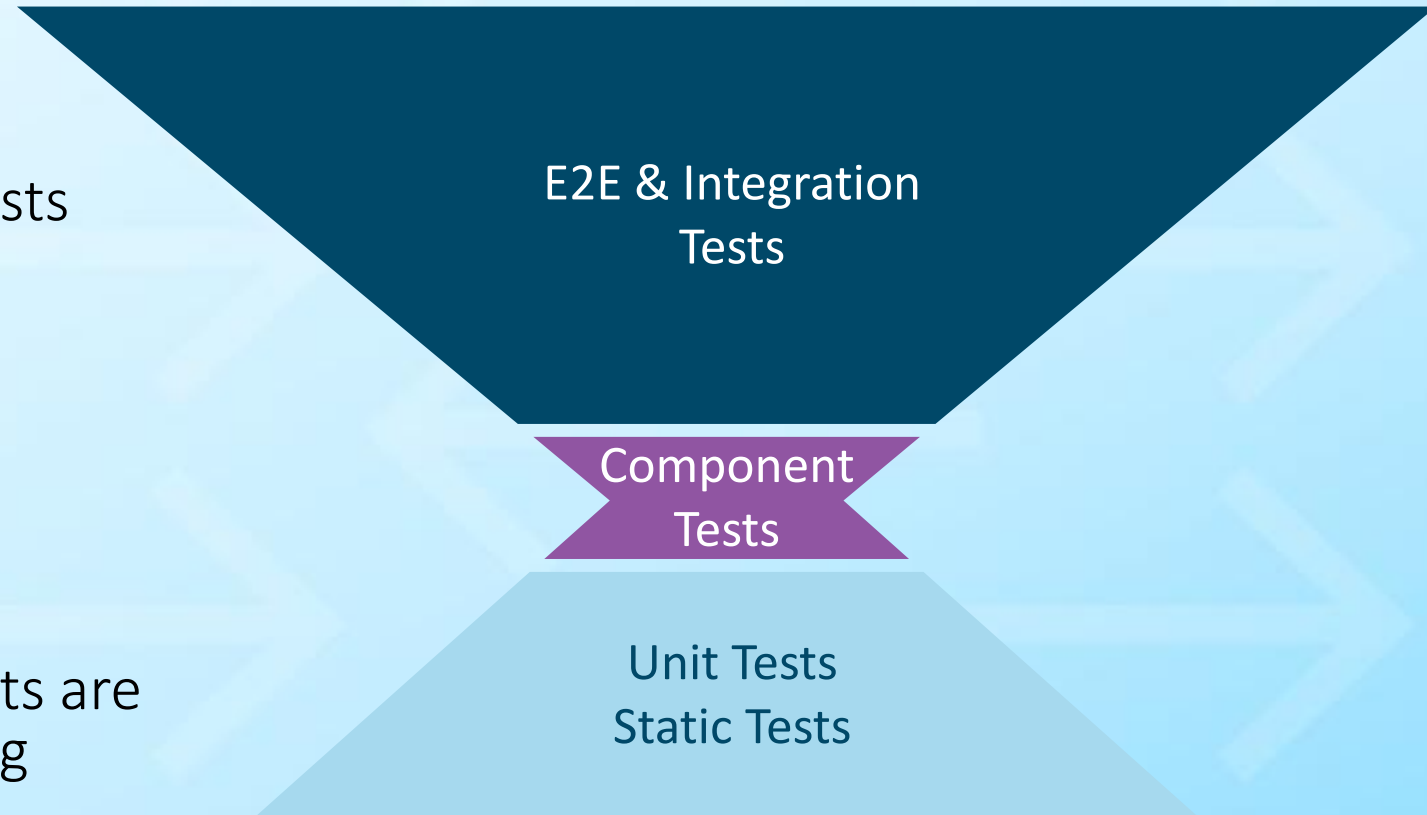 sts
E2E & Integration
Tests
Component
Tests
Unit Tests
Static Tests
ts are
g